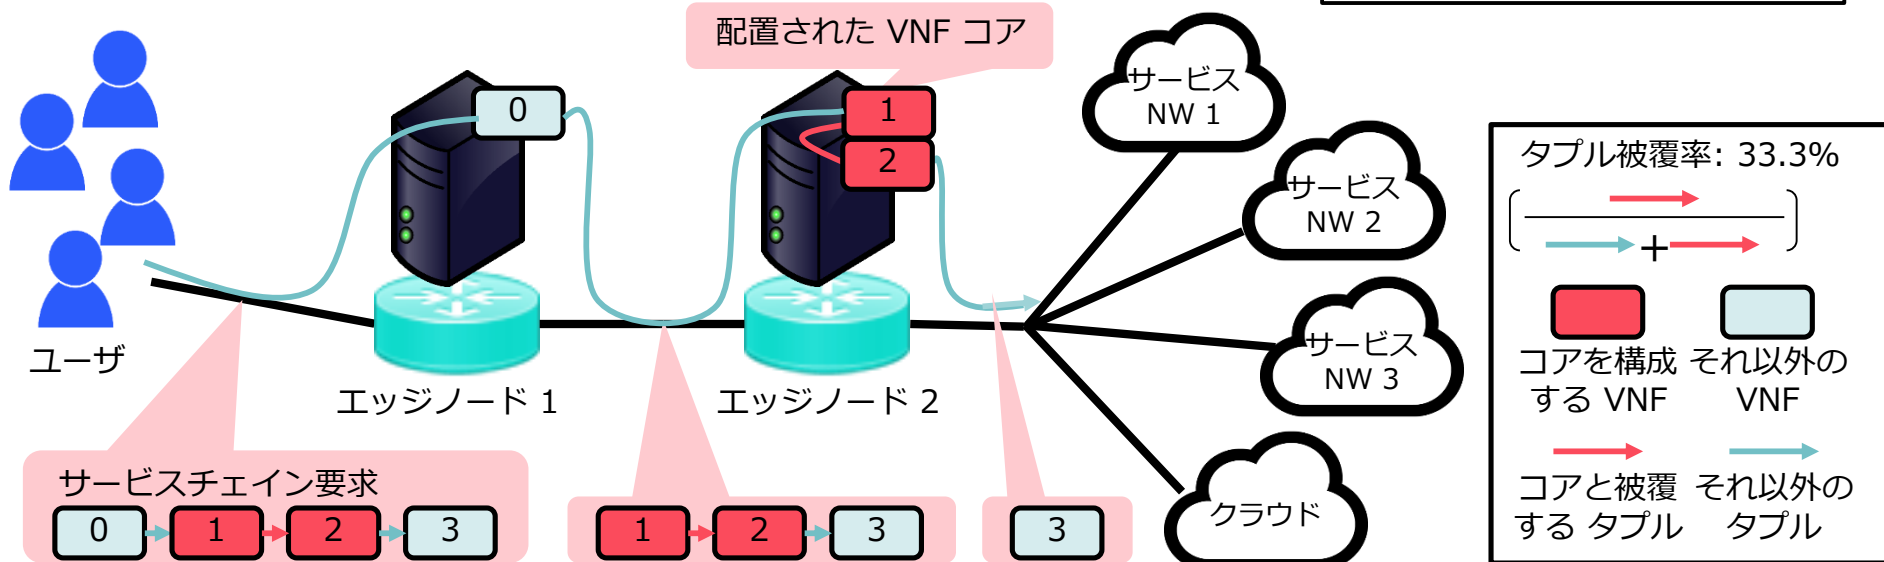 配置された VNF コア
0
1
2
サービス
NW 1
サービス
NW 2
サービス
NW 3
クラウド
ユーザ
エッジノード 1
エッジノード 2
サービスチェイン要求
0
1
2
3
1
2
3
3
タプル被覆率: 33.3%
+
コアを構成
する VNF
それ以外の
VNF
コアと被覆
する タプル
それ以外の
タプル